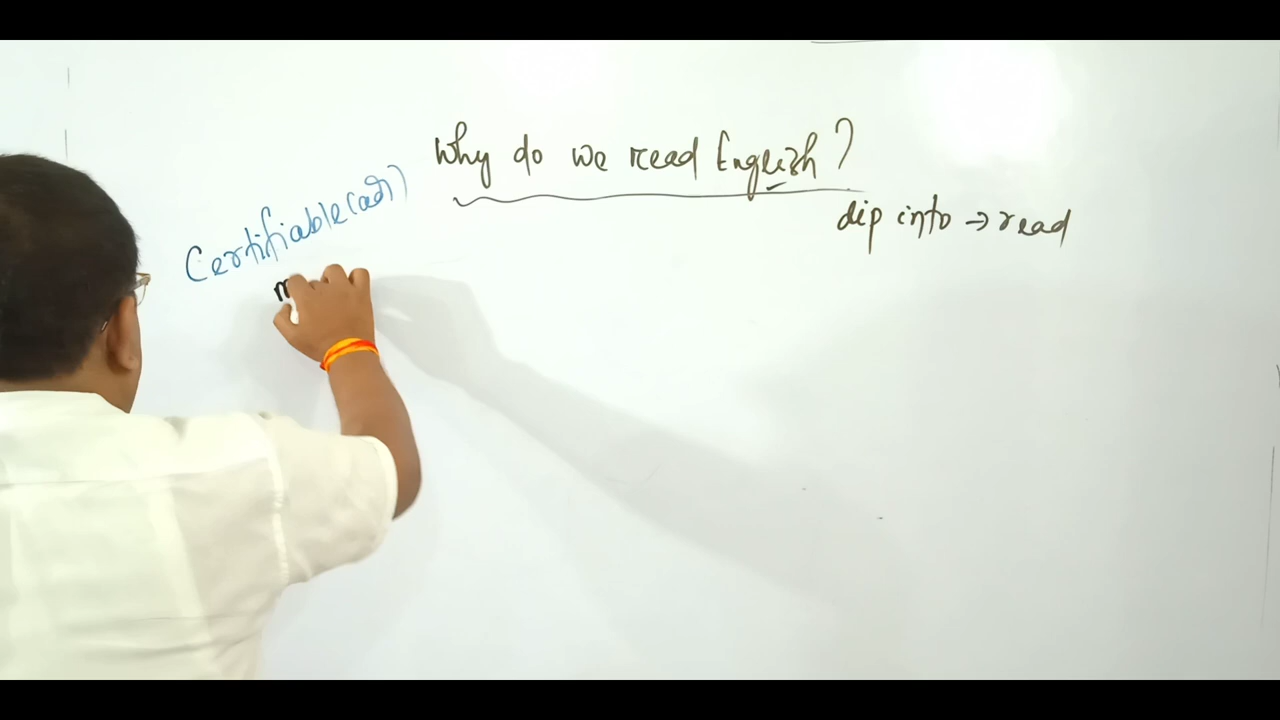 Why do we read English?
Certifiable (adj)
dip into → read
m